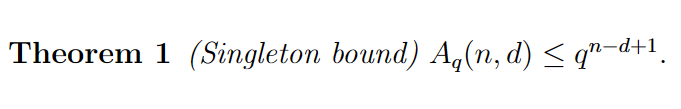 Theorem 1 (Singleton bound) A_q(n, d) ≤ q^{n−d+1}.